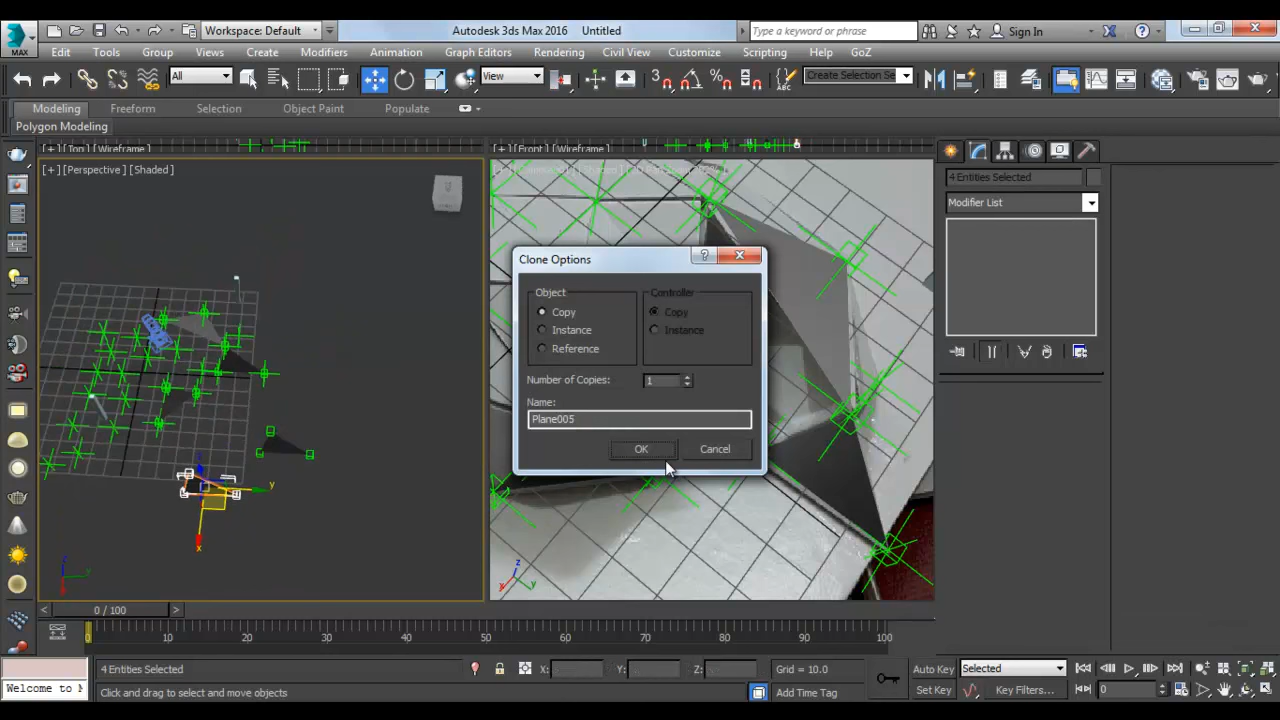 MAX
Workspace: Default
Autodesk 3ds Max 2016 Untitled
Type a keyword or phrase
Sign In
Edit Tools Group Views Create Modifiers Animation Graph Editors Rendering Civil View Customize Scripting Help GoZ
All
View
Create Selection Se
Modeling Freeform Selection Object Paint Populate
Polygon Modeling
[+] [Top] [Wireframe]
[+] [Front] [Wireframe]
[+] [Perspective] [Shaded]
4 Entities Selected
Modifier List
Clone Options
Object
Controller
Copy
Copy
Instance
Instance
Reference
Number of Copies: 1
Name:
Plane005
OK Cancel
y
x
z
y
x
z
x
y
0 / 100
0 10 20 30 40 50 60 70 80 90 100
4 Entities Selected
X: Y: Z:
Grid = 10.0
Auto Key Selected
0
Welcome to M
Click and drag to select and move objects
Add Time Tag
Set Key
Key Filters...